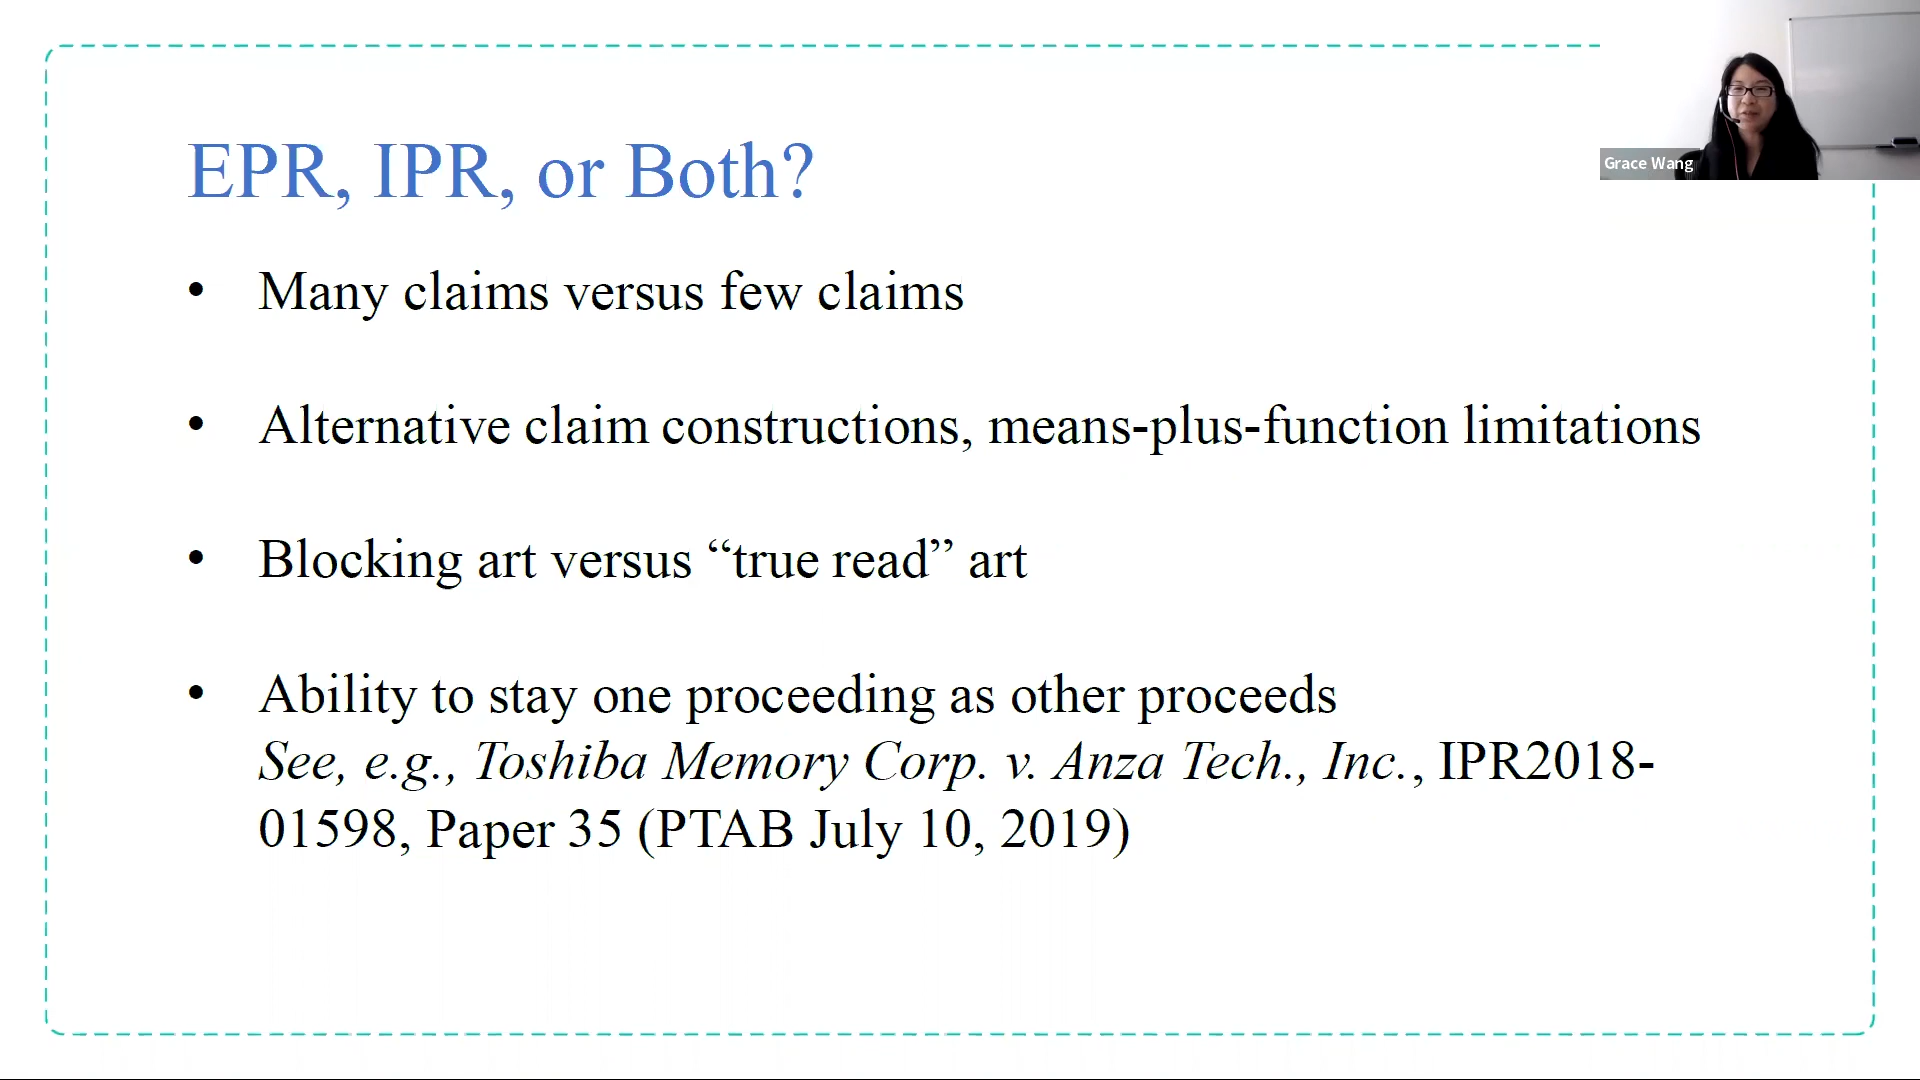 Grace Wang
EPR, IPR, or Both?
• Many claims versus few claims
• Alternative claim constructions, means-plus-function limitations
• Blocking art versus “true read” art
• Ability to stay one proceeding as other proceeds
See, e.g., Toshiba Memory Corp. v. Anza Tech., Inc., IPR2018-
01598, Paper 35 (PTAB July 10, 2019)